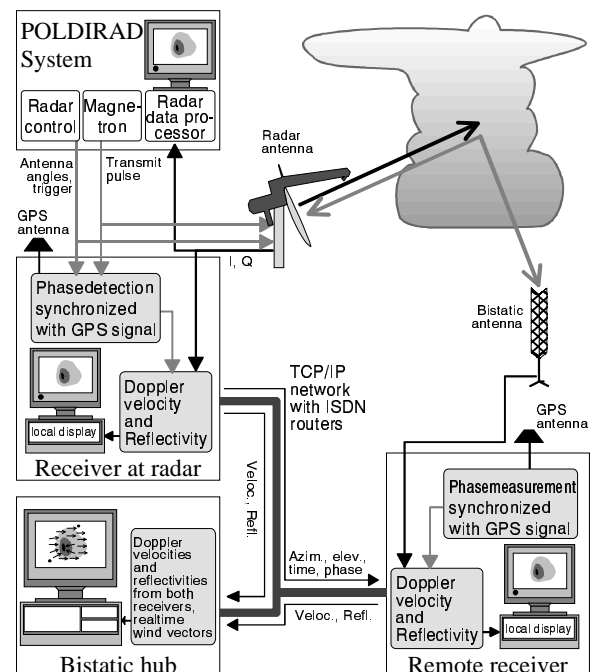 POLDIRAD
System
Radar
control
Magne-
tron
Radar
data pro-
cessor
Antenna
angles,
trigger
Transmit
pulse
Radar
antenna
GPS
antenna
I, Q
Phasedetection
synchronized
with GPS signal
Bistatic
antenna
local display
Doppler
velocity
and
Reflectivity
TCP/IP
network
with ISDN
routers
GPS
antenna
Receiver at radar
Veloc., Refl.
Phasemeasurement
synchronized
with GPS signal
Doppler
velocities
and
reflectivities
from both
receivers,
realtime
wind vectors
Azim., elev.,
time, phase
Veloc., Refl.
Doppler
velocity
and
Reflectivity
local display
Bistatic hub
Remote receiver